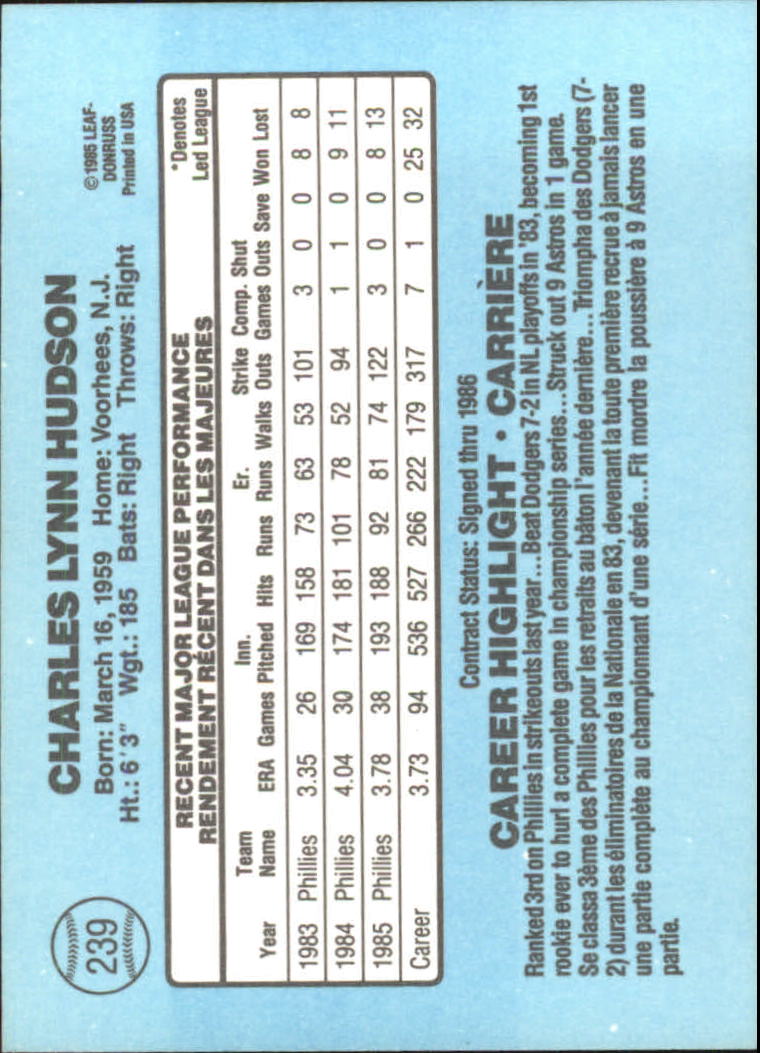 239
CHARLES LYNN HUDSON
Born: March 16, 1959 Home: Voorhees, N.J.
Ht.: 6'3" Wgt.: 185 Bats: Right Throws: Right
©1985 LEAF-
DONRUSS
Printed in USA
RECENT MAJOR LEAGUE PERFORMANCE
RENDEMENT RÉCENT DANS LES MAJEURES
*Denotes
Led League
Team Inn. Er. Strike Comp. Shut
Year Name ERA Games Pitched Hits Runs Runs Walks Outs Games Outs Save Won Lost
1983 Phillies 3.35 26 169 158 73 63 53 101 3 0 0 8 8
1984 Phillies 4.04 30 174 181 101 78 52 94 1 1 0 9 11
1985 Phillies 3.78 38 193 188 92 81 74 122 3 0 0 8 13
Career 3.73 94 536 527 266 222 179 317 7 1 0 25 32
Contract Status: Signed thru 1986
CAREER HIGHLIGHT • CARRIÈRE
Ranked 3rd on Phillies in strikeouts last year...Beat Dodgers 7-2 in NL playoffs in '83, becoming 1st
rookie ever to hurl a complete game in championship series...Struck out 9 Astros in 1 game.
Se classa 3ème des Phillies pour les retraits au bâton l'année dernière...Triompha des Dodgers (7-
2) durant les éliminatoires de la Nationale en 83, devenant la toute première recrue à jamais lancer
une partie complète au championnant d'une série...Fit mordre la poussière à 9 Astros en une
partie.